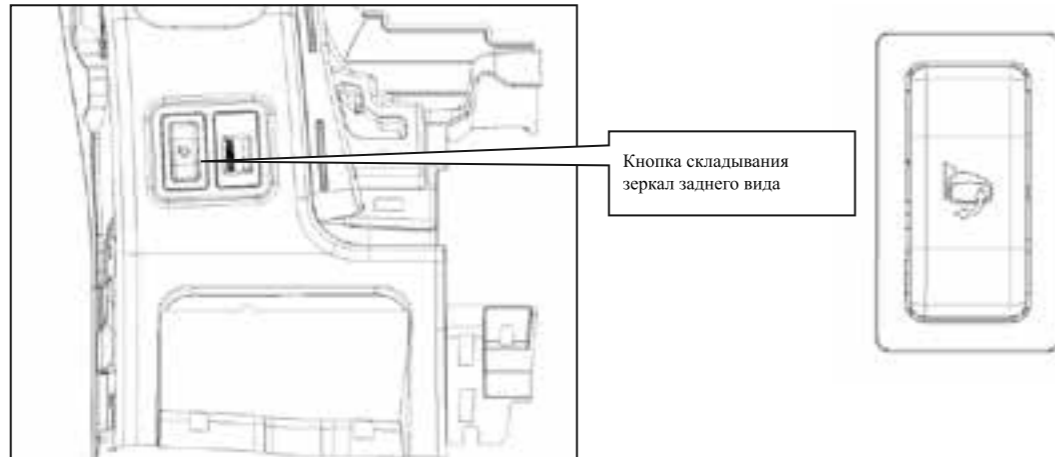 Кнопка складывания
зеркал заднего вида